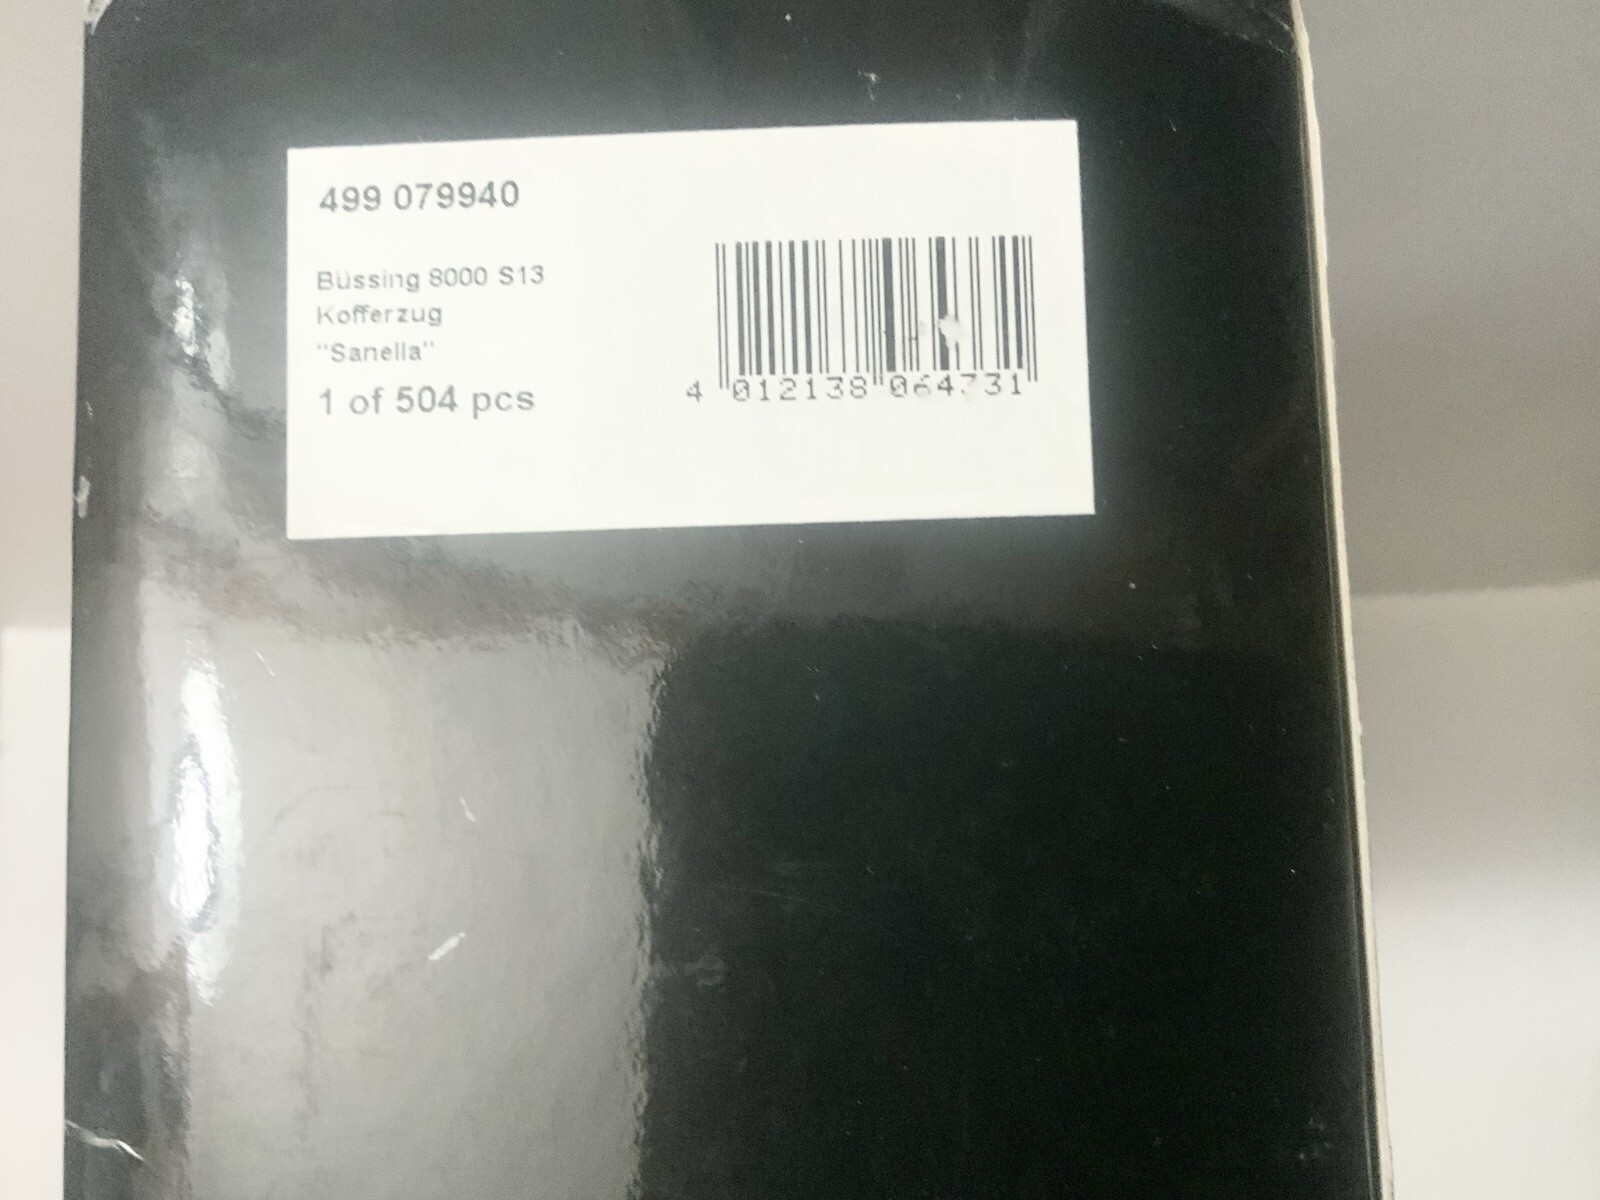 499 079940
Büssing 8000 S13
Kofferzug
"Sanella"
1 of 504 pcs
4 012138